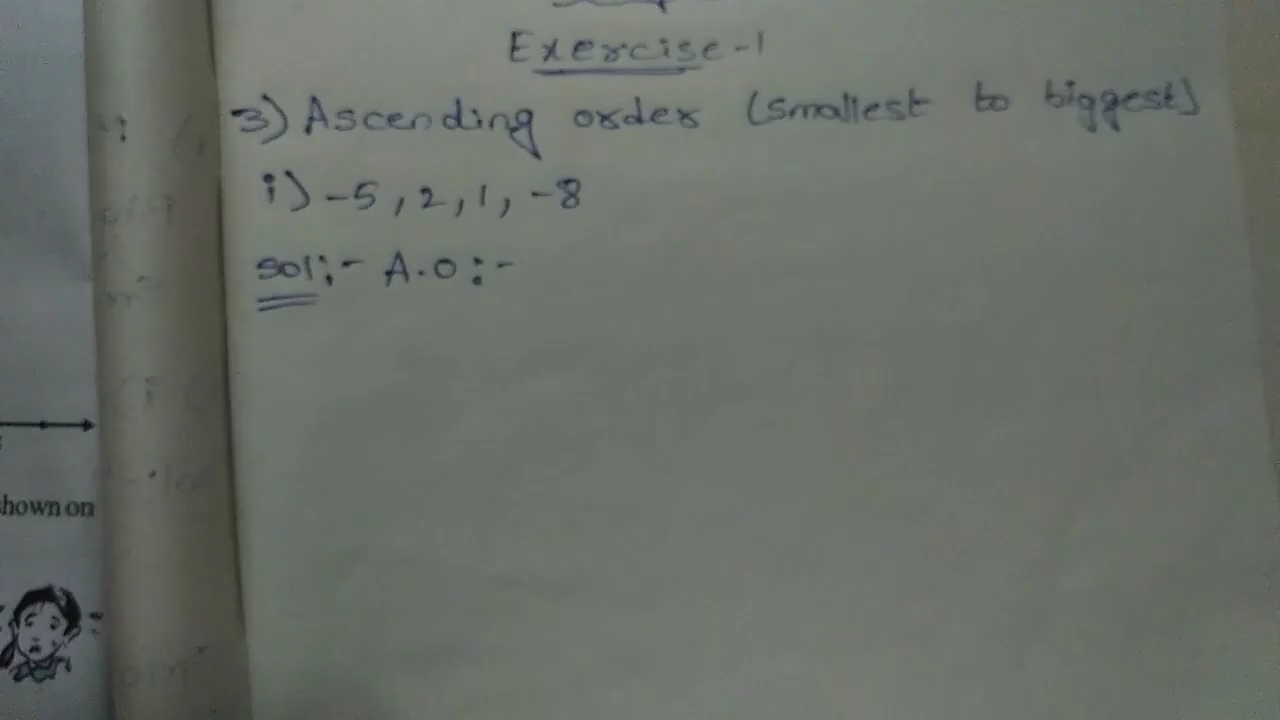 Exercise-1
3) Ascending order (smallest to biggest)
i) -5, 2, 1, -8
sol:- A.O:-
shown on